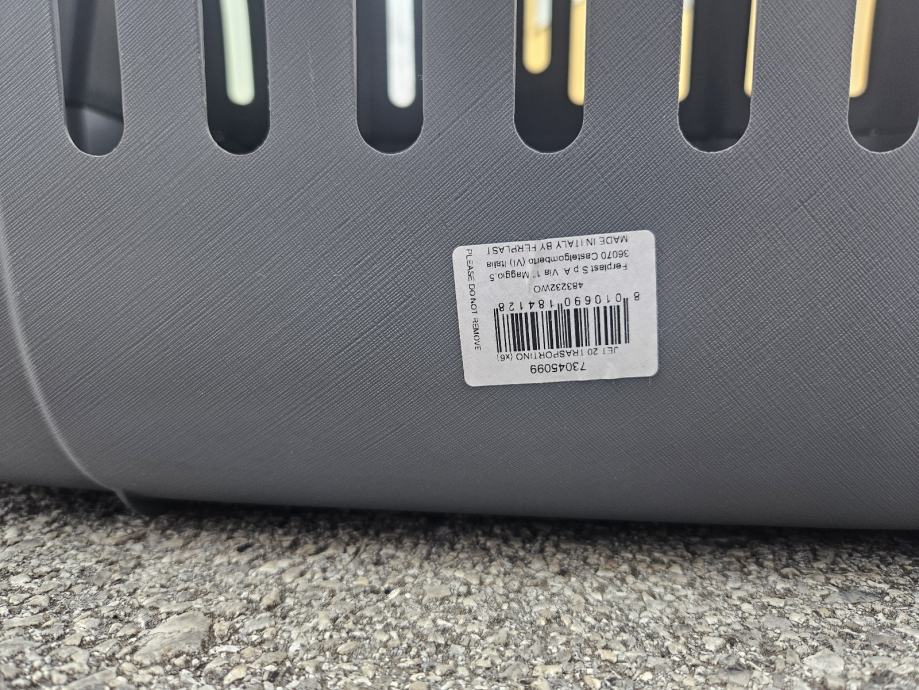 73045099
JET 20 TRASPORTINO (x6)
8 010690 184128
483232WO
Ferplast S.p.A. Via 1° Maggio,5
36070 Castelgomberto (VI) Italia
MADE IN ITALY BY FERPLAST
PLEASE DO NOT REMOVE